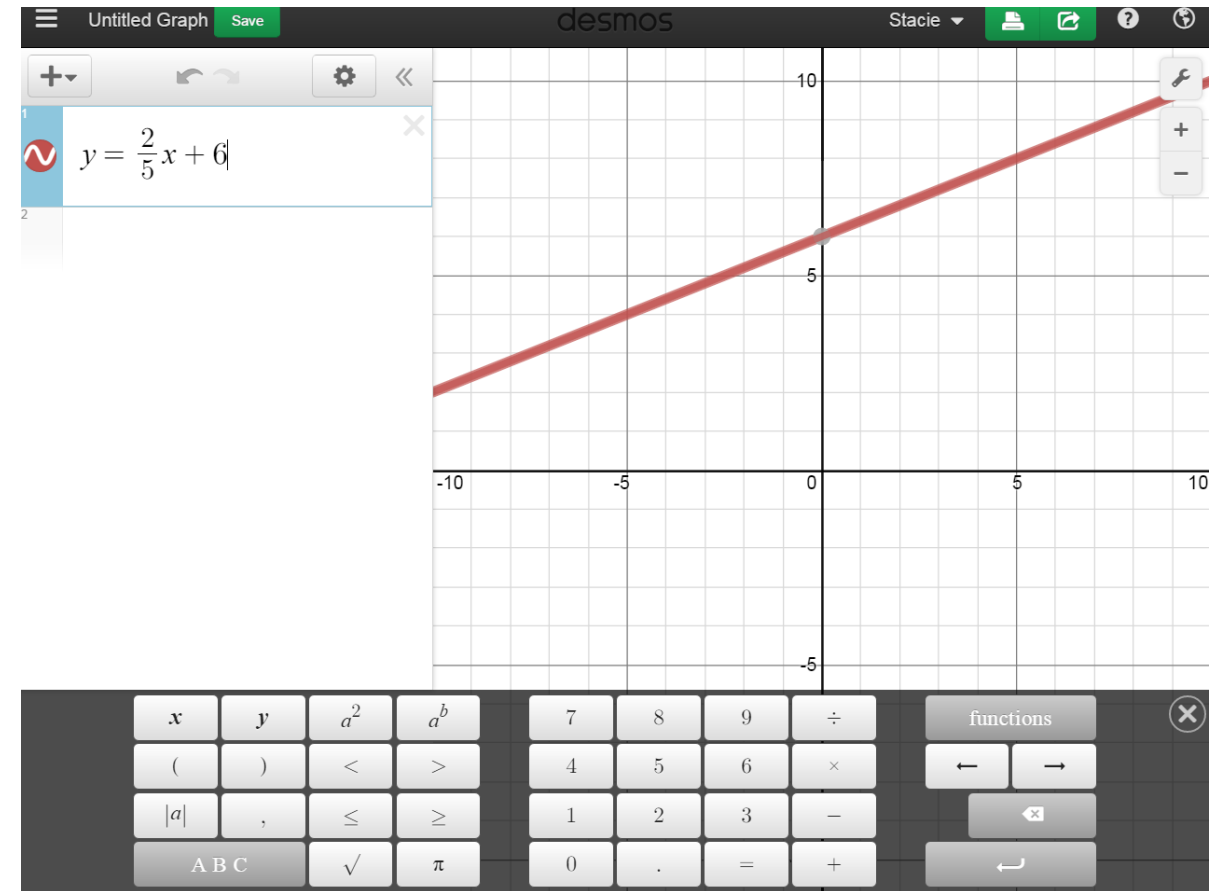 Untitled Graph Save desmos Stacie ?
1
y = 2/5 x + 6
2
10
5
-10 -5 0 5 10
-5
x y a² aᵇ 7 8 9 ÷ functions
( ) < > 4 5 6 × ← →
|a| , ≤ ≥ 1 2 3 −
A B C √ π 0 . = +